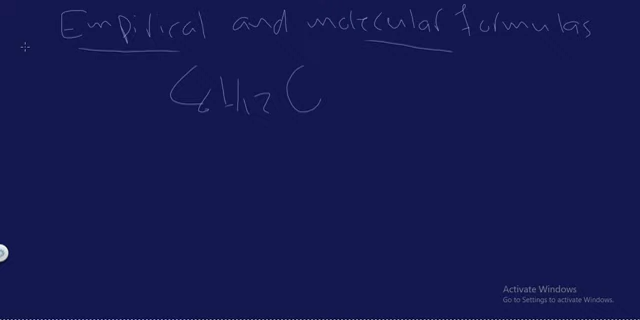 Empirical and molecular formulas
C6H12 C
Activate Windows
Go to Settings to activate Windows.